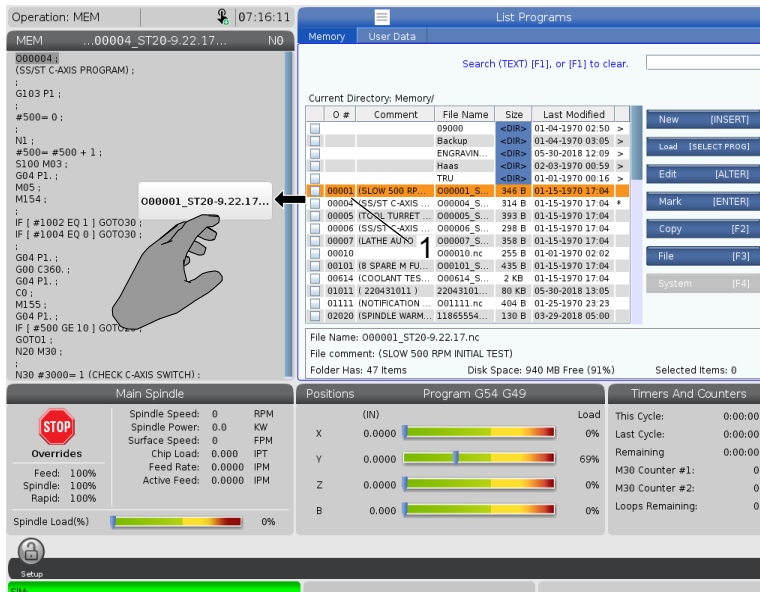 Operation: MEM
07:16:11
MEM ...00004_ST20-9.22.17... N0
O00004 ;
(SS/ST C-AXIS PROGRAM) ;
;
G103 P1 ;
;
#500= 0 ;
;
N1 ;
#500= #500 + 1 ;
S100 M03 ;
G04 P1. ;
M05 ;
M154 ;
;
IF [ #1002 EQ 1 ] GOTO30 ;
IF [ #1004 EQ 0 ] GOTO30 ;
;
G04 P1. ;
G00 C360. ;
G04 P1. ;
C0 ;
M155 ;
G04 P1. ;
IF [ #500 GE 10 ] GOTO20 ;
GOTO1 ;
N20 M30 ;
;
N30 #3000= 1 (CHECK C-AXIS SWITCH) ;
O00001_ST20-9.22.17...
1
List Programs
Memory User Data
Search (TEXT) [F1], or [F1] to clear.
Current Directory: Memory/
O # Comment File Name Size Last Modified
09000 <DIR> 01-04-1970 02:50 >
Backup <DIR> 01-04-1970 03:05 >
ENGRAVIN... <DIR> 05-30-2018 12:09 >
Haas <DIR> 02-03-1970 00:59 >
TRU <DIR> 01-01-1970 00:16 >
00001 (SLOW 500 RP... O00001_S... 346 B 01-15-1970 17:04
00004 (SS/ST C-AXIS ... O00004_S... 314 B 01-15-1970 17:04 *
00005 (TOOL TURRET ... O00005_S... 393 B 01-15-1970 17:04
00006 (SS/ST C-AXIS ... O00006_S... 298 B 01-15-1970 17:04
00007 (LATHE AUTO O00007_S... 358 B 01-15-1970 17:04
00010 O00010.nc 255 B 01-01-1970 02:02
00101 (8 SPARE M FU... O00101_S... 435 B 01-15-1970 17:04
00614 (COOLANT TES... O00614_S... 2 KB 01-15-1970 17:04
01011 ( 220431011 ) 22043101... 80 KB 05-30-2018 13:05
01111 (NOTIFICATION ... O01111.nc 404 B 01-25-1970 23:23
02020 (SPINDLE WARM... 11865554... 130 B 03-29-2018 05:00
New [INSERT]
Load [SELECT PROG]
Edit [ALTER]
Mark [ENTER]
Copy [F2]
File [F3]
System [F4]
File Name: O00001_ST20-9.22.17.nc
File comment: (SLOW 500 RPM INITIAL TEST)
Folder Has: 47 Items Disk Space: 940 MB Free (91%) Selected Items: 0
Main Spindle
STOP
Overrides
Feed: 100%
Spindle: 100%
Rapid: 100%
Spindle Speed: 0 RPM
Spindle Power: 0.0 KW
Surface Speed: 0 FPM
Chip Load: 0.000 IPT
Feed Rate: 0.0000 IPM
Active Feed: 0.0000 IPM
Spindle Load(%) 0%
Positions Program G54 G49
(IN) Load
X 0.0000 0%
Y 0.0000 69%
Z 0.0000 0%
B 0.000 0%
Timers And Counters
This Cycle: 0:00:00
Last Cycle: 0:00:00
Remaining 0:00:00
M30 Counter #1: 0
M30 Counter #2: 0
Loops Remaining: 0
Setup
SIM: